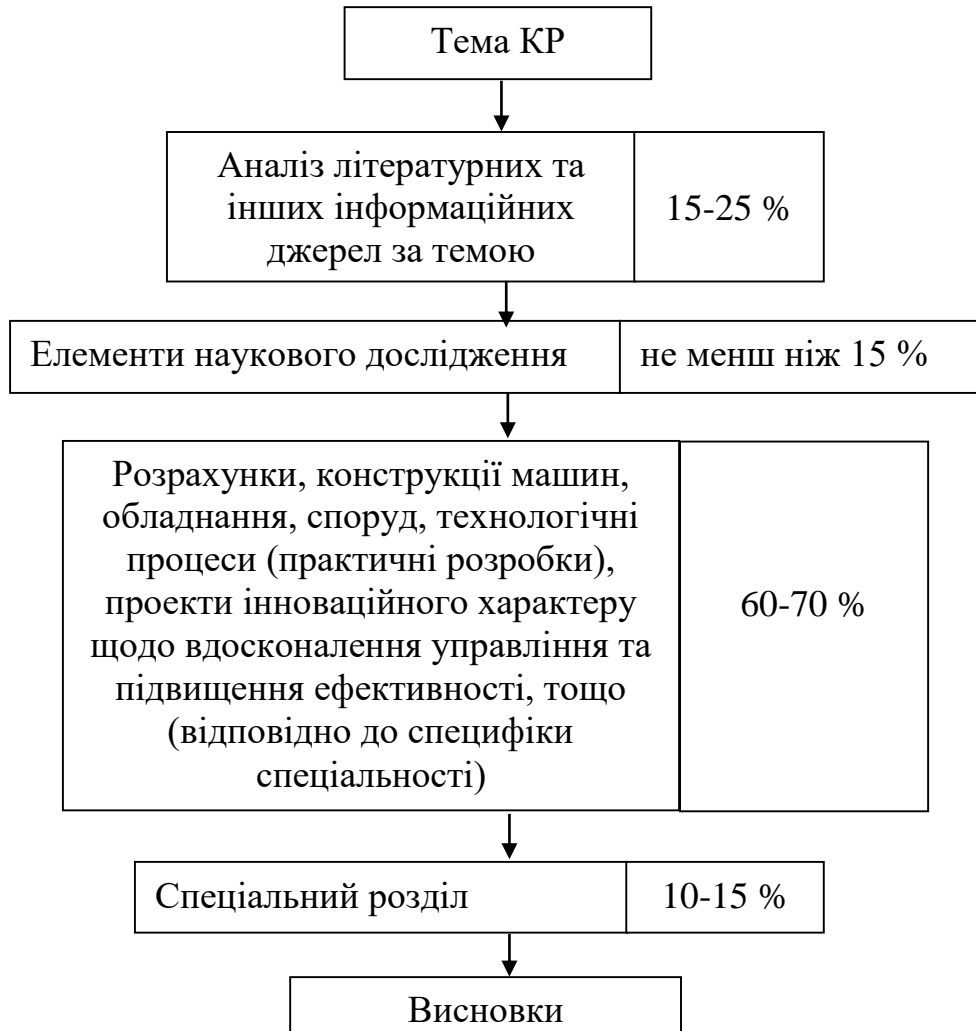 Тема КР
Аналіз літературних та
інших інформаційних
джерел за темою
15-25 %
Елементи наукового дослідження
не менш ніж 15 %
Розрахунки, конструкції машин,
обладнання, споруд, технологічні
процеси (практичні розробки),
проекти інноваційного характеру
щодо вдосконалення управління та
підвищення ефективності, тощо
(відповідно до специфіки
спеціальності)
60-70 %
Спеціальний розділ
10-15 %
Висновки